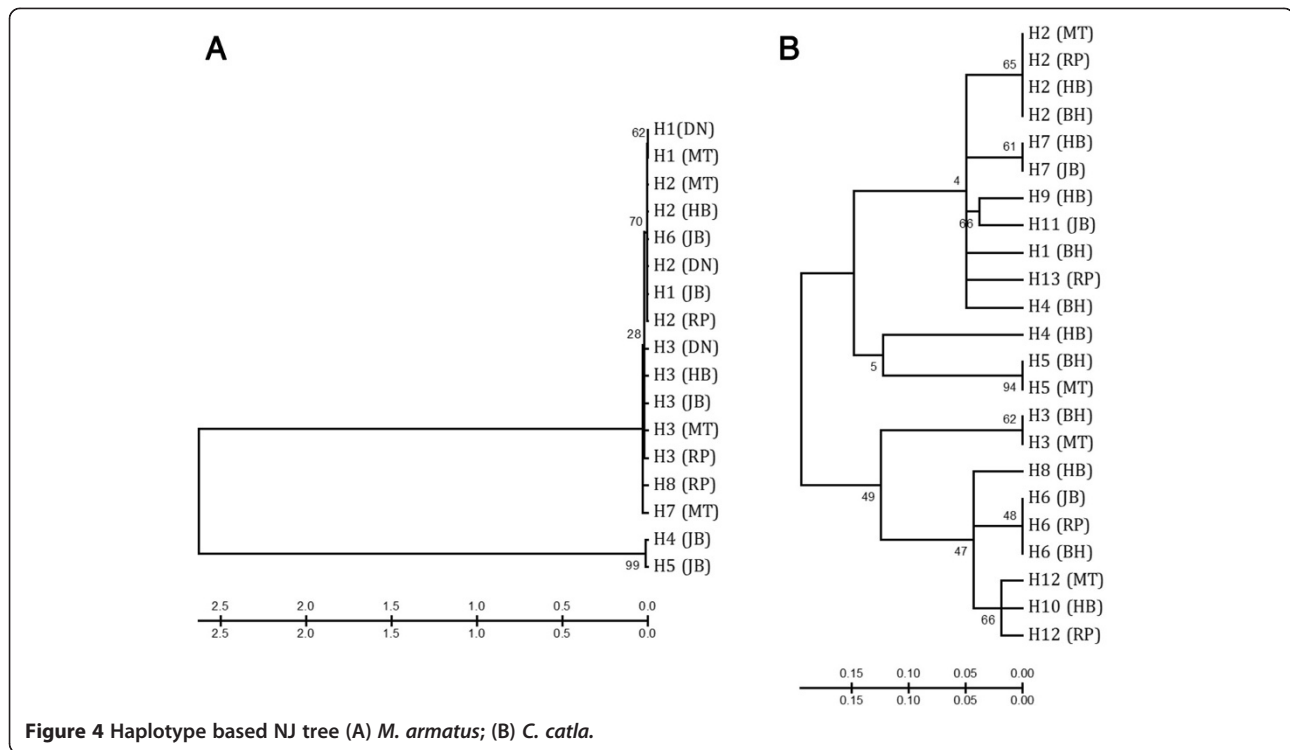 A
62
H1(DN)
H1 (MT)
H2 (MT)
H2 (HB)
70
H6 (JB)
H2 (DN)
H1 (JB)
H2 (RP)
28
H3 (DN)
H3 (HB)
H3 (JB)
H3 (MT)
H3 (RP)
H8 (RP)
H7 (MT)
H4 (JB)
99
H5 (JB)
2.5 2.0 1.5 1.0 0.5 0.0
2.5 2.0 1.5 1.0 0.5 0.0
B
H2 (MT)
65
H2 (RP)
H2 (HB)
H2 (BH)
61
H7 (HB)
H7 (JB)
4
H9 (HB)
66
H11 (JB)
H1 (BH)
H13 (RP)
H4 (BH)
H4 (HB)
5
H5 (BH)
94
H5 (MT)
62
H3 (BH)
H3 (MT)
49
H8 (HB)
H6 (JB)
48
H6 (RP)
47
H6 (BH)
H12 (MT)
H10 (HB)
66
H12 (RP)
0.15 0.10 0.05 0.00
0.15 0.10 0.05 0.00
Figure 4 Haplotype based NJ tree (A) M. armatus; (B) C. catla.